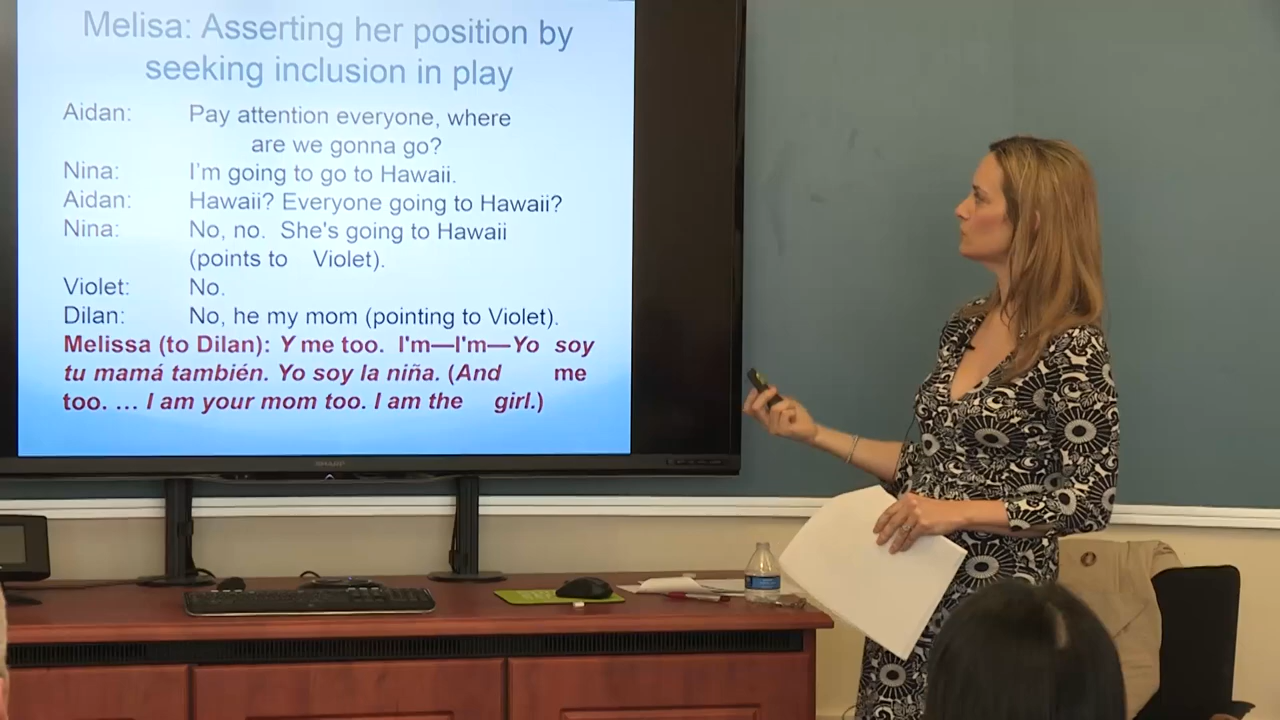 Melisa: Asserting her position by
seeking inclusion in play
Aidan: Pay attention everyone, where
are we gonna go?
Nina: I'm going to go to Hawaii.
Aidan: Hawaii? Everyone going to Hawaii?
Nina: No, no. She's going to Hawaii
(points to Violet).
Violet: No.
Dilan: No, he my mom (pointing to Violet).
Melissa (to Dilan): Y me too. I'm—I'm—Yo soy
tu mamá también. Yo soy la niña. (And me
too. … I am your mom too. I am the girl.)
SHARP